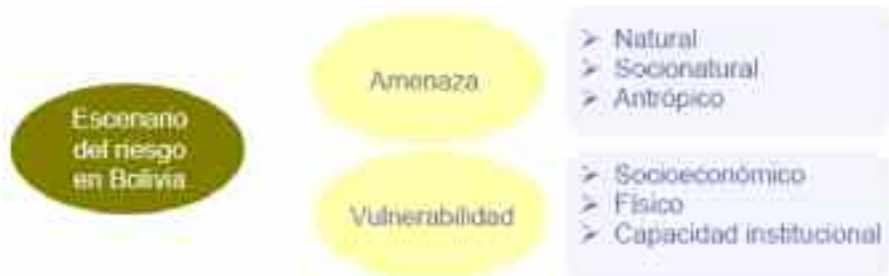 Escenario
del riesgo
en Bolivia
Amenaza
➢ Natural
➢ Socionatural
➢ Antrópico
Vulnerabilidad
➢ Socioeconómico
➢ Físico
➢ Capacidad institucional